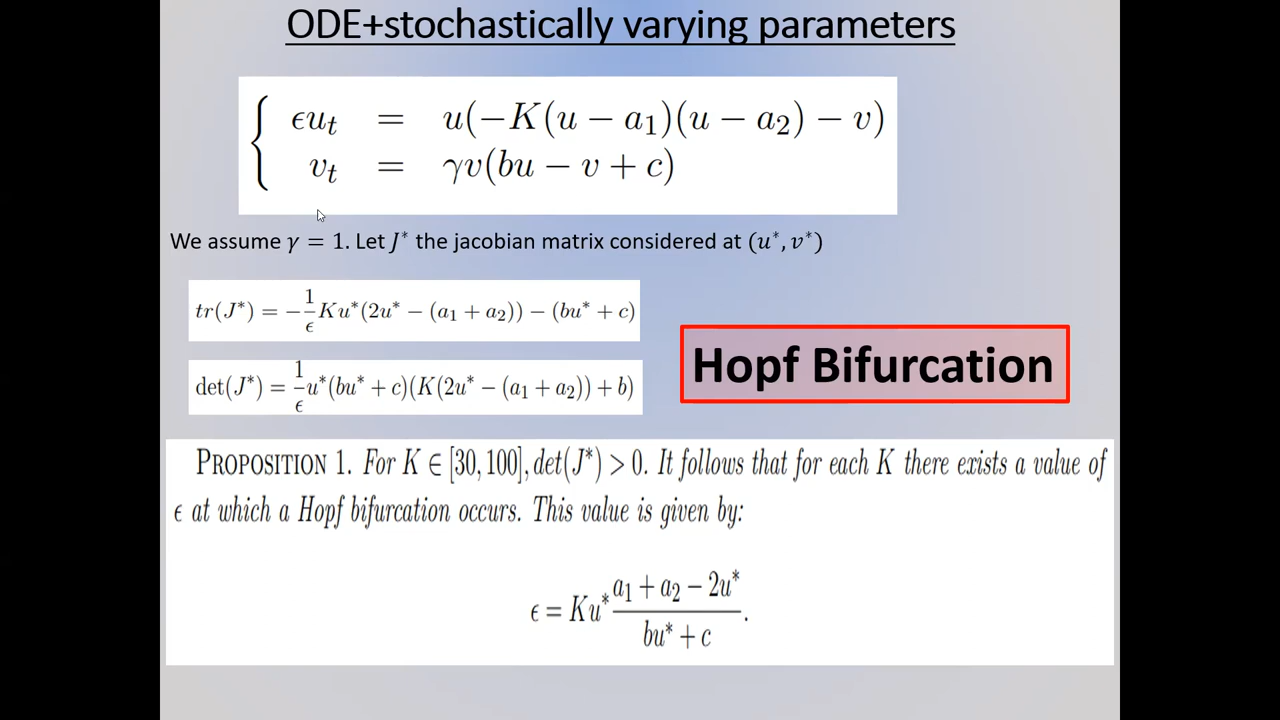 ODE+stochastically varying parameters
ϵu_t = u(−K(u − a_1)(u − a_2) − v)
v_t = γv(bu − v + c)
We assume γ = 1. Let J* the jacobian matrix considered at (u*, v*)
tr(J*) = −\frac{1}{ϵ}Ku*(2u* − (a_1 + a_2)) − (bu* + c)
det(J*) = \frac{1}{ϵ}u*(bu* + c)(K(2u* − (a_1 + a_2)) + b)
Hopf Bifurcation
PROPOSITION 1. For K ∈ [30, 100], det(J*) > 0. It follows that for each K there exists a value of
ϵ at which a Hopf bifurcation occurs. This value is given by:
ϵ = Ku*\frac{a_1 + a_2 − 2u*}{bu* + c}.